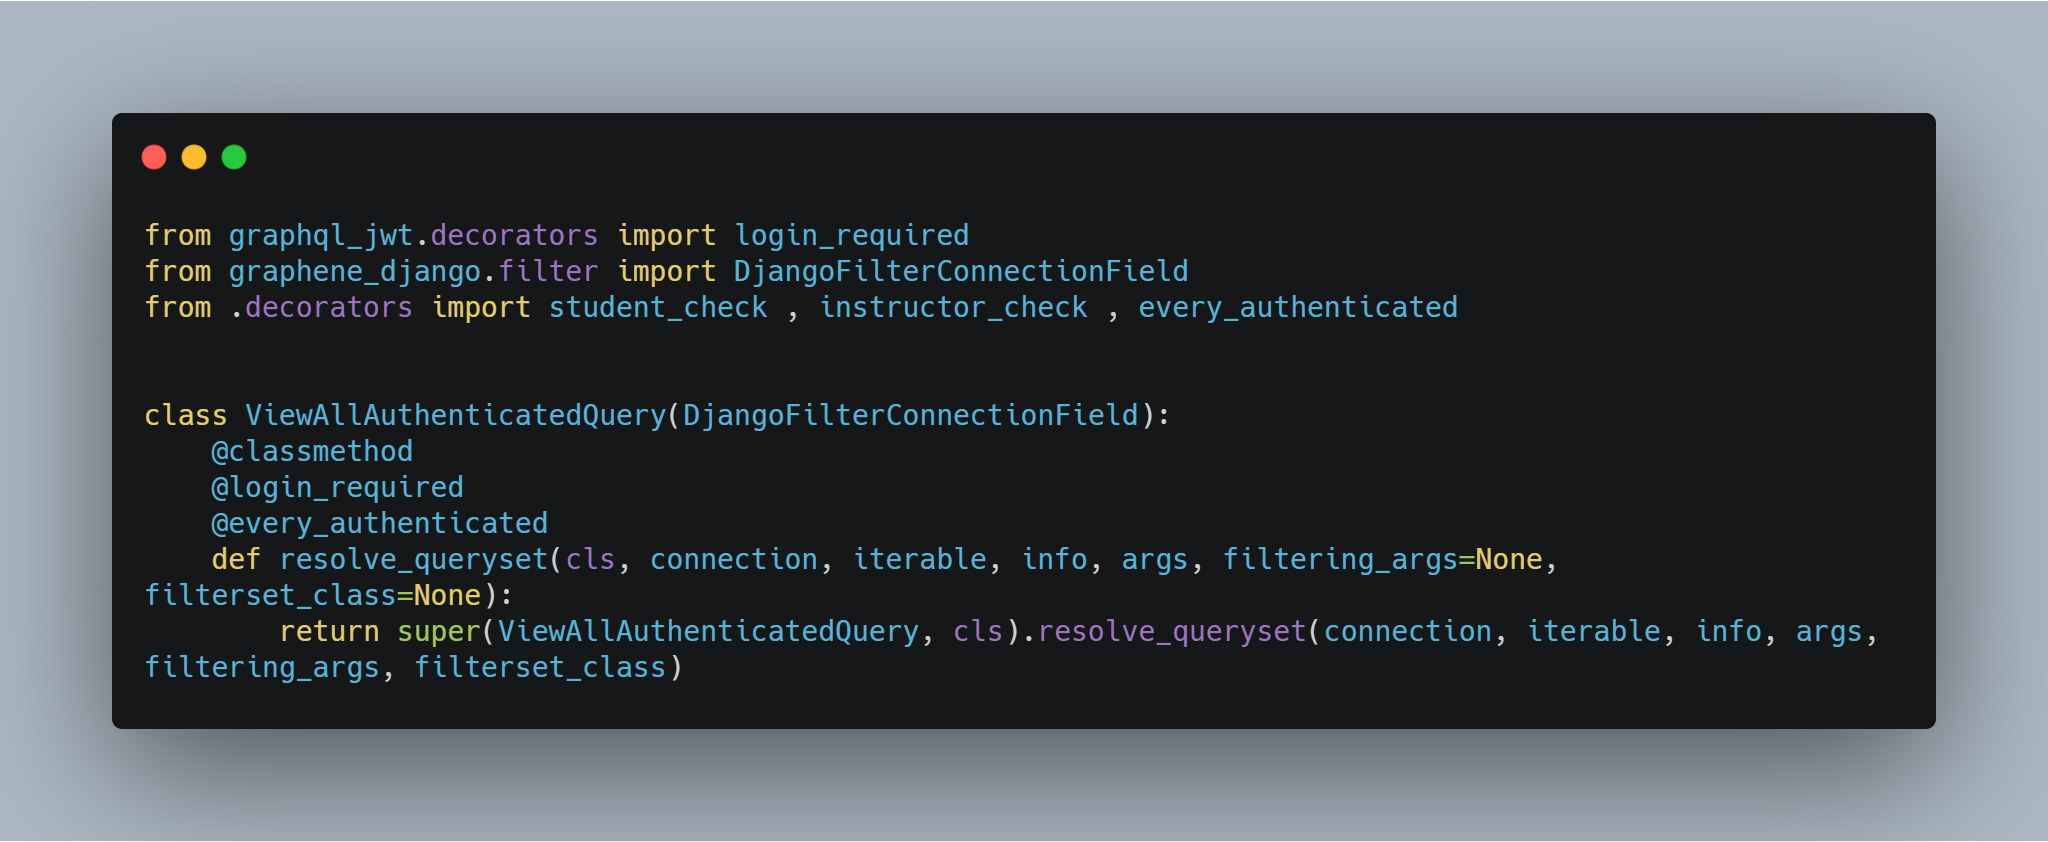 from graphql_jwt.decorators import login_required
from graphene_django.filter import DjangoFilterConnectionField
from .decorators import student_check , instructor_check , every_authenticated
class ViewAllAuthenticatedQuery(DjangoFilterConnectionField):
    @classmethod
    @login_required
    @every_authenticated
    def resolve_queryset(cls, connection, iterable, info, args, filtering_args=None,
filterset_class=None):
        return super(ViewAllAuthenticatedQuery, cls).resolve_queryset(connection, iterable, info, args,
filtering_args, filterset_class)